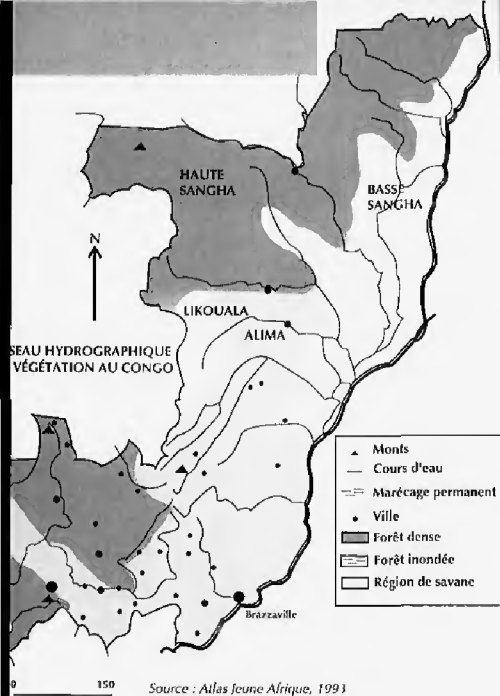 HAUTE
SANGHA
BASSE
SANGHA
N
LIKOUALA
ALIMA
SEAU HYDROGRAPHIQUE
VÉGÉTATION AU CONGO
Monts
Cours d'eau
Marécage permanent
Ville
Forêt dense
Forêt inondée
Région de savane
Brazzaville
0 150
Source : Atlas Jeune Afrique, 1993